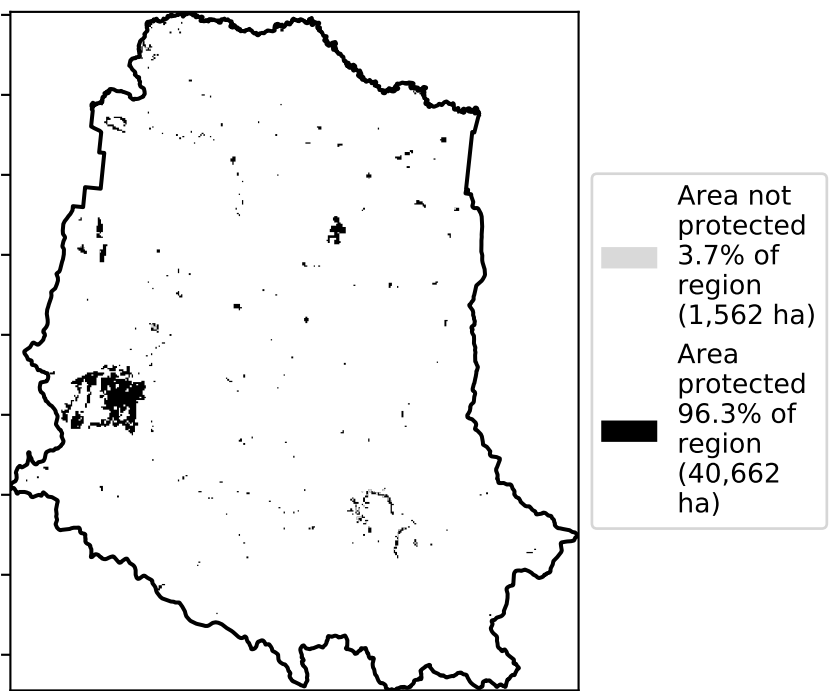 Area not
protected
3.7% of
region
(1,562 ha)
Area
protected
96.3% of
region
(40,662
ha)